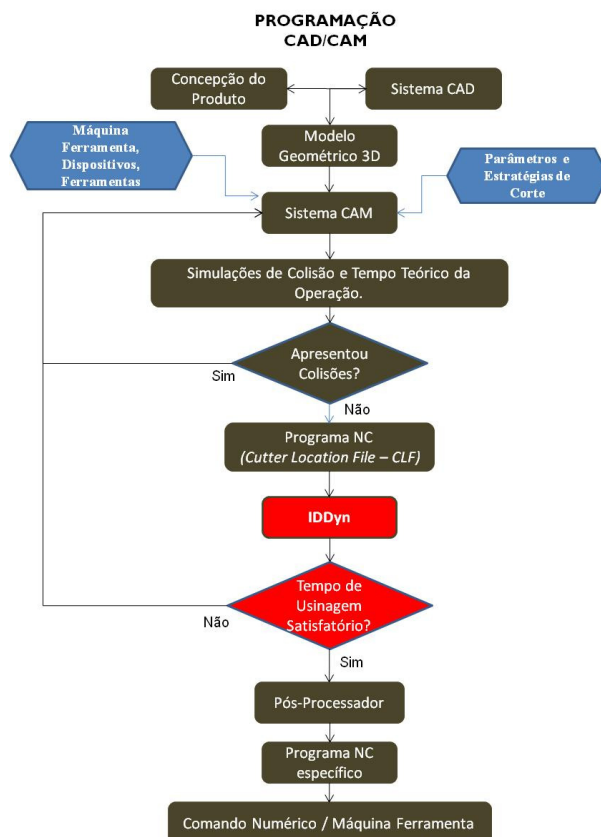 PROGRAMAÇÃO
CAD/CAM
Concepção do
Produto
Sistema CAD
Máquina
Ferramenta,
Dispositivos,
Ferramentas
Modelo
Geométrico 3D
Parâmetros e
Estratégias de
Corte
Sistema CAM
Simulações de Colisão e Tempo Teórico da
Operação.
Apresentou
Colisões?
Sim
Não
Programa NC
(Cutter Location File – CLF)
IDDyn
Tempo de
Usinagem
Satisfatório?
Não
Sim
Pós-Processador
Programa NC
específico
Comando Numérico / Máquina Ferramenta